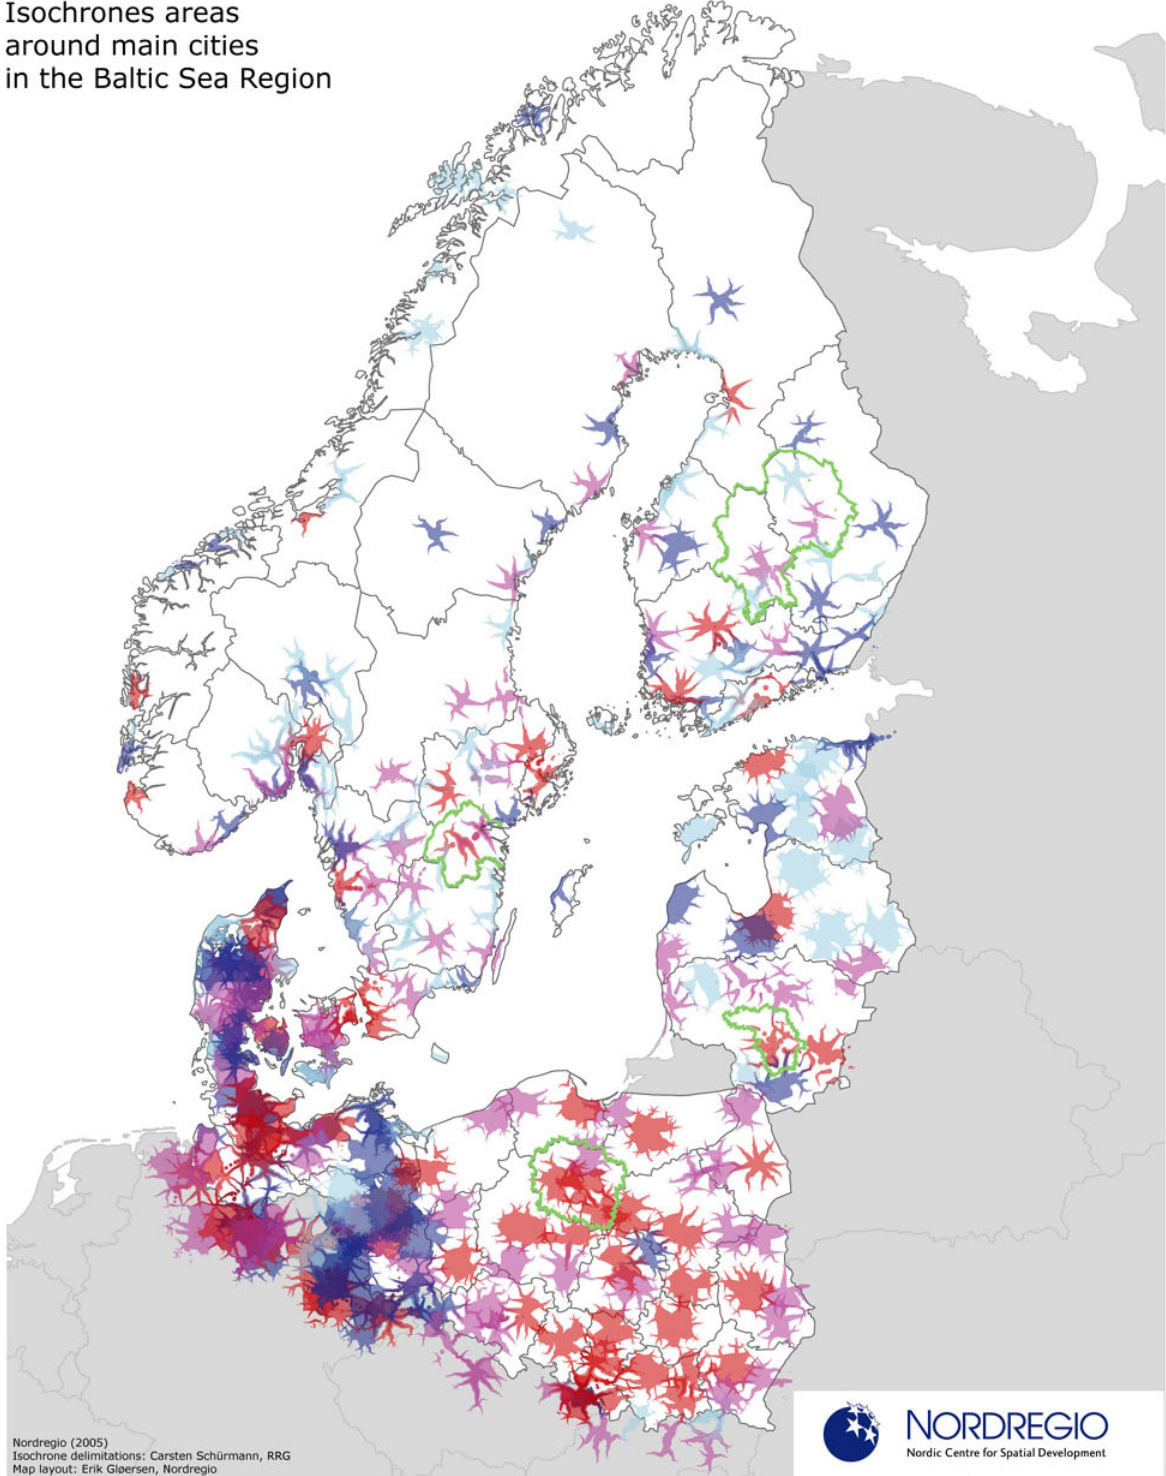 Isochrones areas
around main cities
in the Baltic Sea Region
NORDREGIO
Nordic Centre for Spatial Development
Nordregio (2005)
Isochrone delimitations: Carsten Schürmann, RRG
Map layout: Erik Gløersen, Nordregio